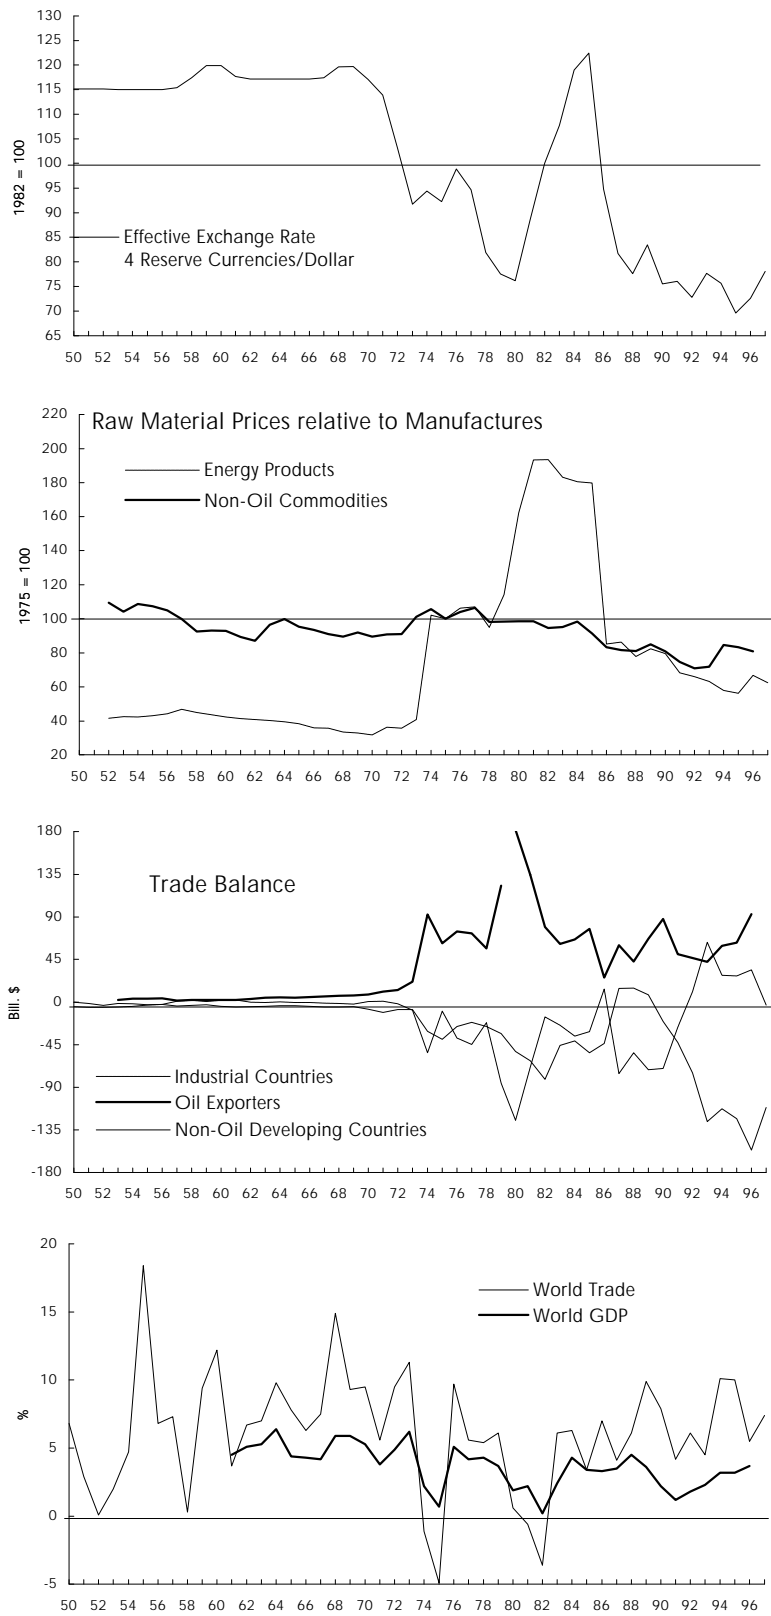 130
125
120
115
110
105
100
95
90
85
80
75
70
65
1982 = 100
Effective Exchange Rate
4 Reserve Currencies/Dollar
50 52 54 56 58 60 62 64 66 68 70 72 74 76 78 80 82 84 86 88 90 92 94 96
Raw Material Prices relative to Manufactures
220
200
180
160
140
120
100
80
60
40
20
1975 = 100
Energy Products
Non-Oil Commodities
50 52 54 56 58 60 62 64 66 68 70 72 74 76 78 80 82 84 86 88 90 92 94 96
180
135
90
45
0
-45
-90
-135
-180
Bill. $
Trade Balance
Industrial Countries
Oil Exporters
Non-Oil Developing Countries
50 52 54 56 58 60 62 64 66 68 70 72 74 76 78 80 82 84 86 88 90 92 94 96
20
15
10
5
0
-5
%
World Trade
World GDP
50 52 54 56 58 60 62 64 66 68 70 72 74 76 78 80 82 84 86 88 90 92 94 96